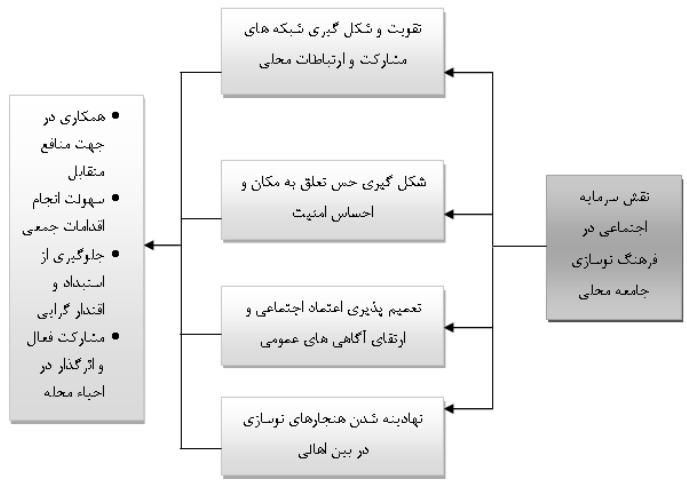 نقش سرمایه
اجتماعی در
فرهنگ نوسازی
جامعه محلی
تقویت و شکل گیری شبکه های
مشارکت و ارتباطات محلی
شکل گیری حس تعلق به مکان و
احساس امنیت
تعمیم پذیری اعتماد اجتماعی و
ارتقای آگاهی های عمومی
نهادینه شدن هنجارهای نوسازی
در بین اهالی
• همکاری در
جهت منافع
متقابل
• سهولت انجام
اقدامات جمعی
• جلوگیری از
استبداد و
اقتدار گرایی
• مشارکت فعال
و اثرگذار در
احیاء محله